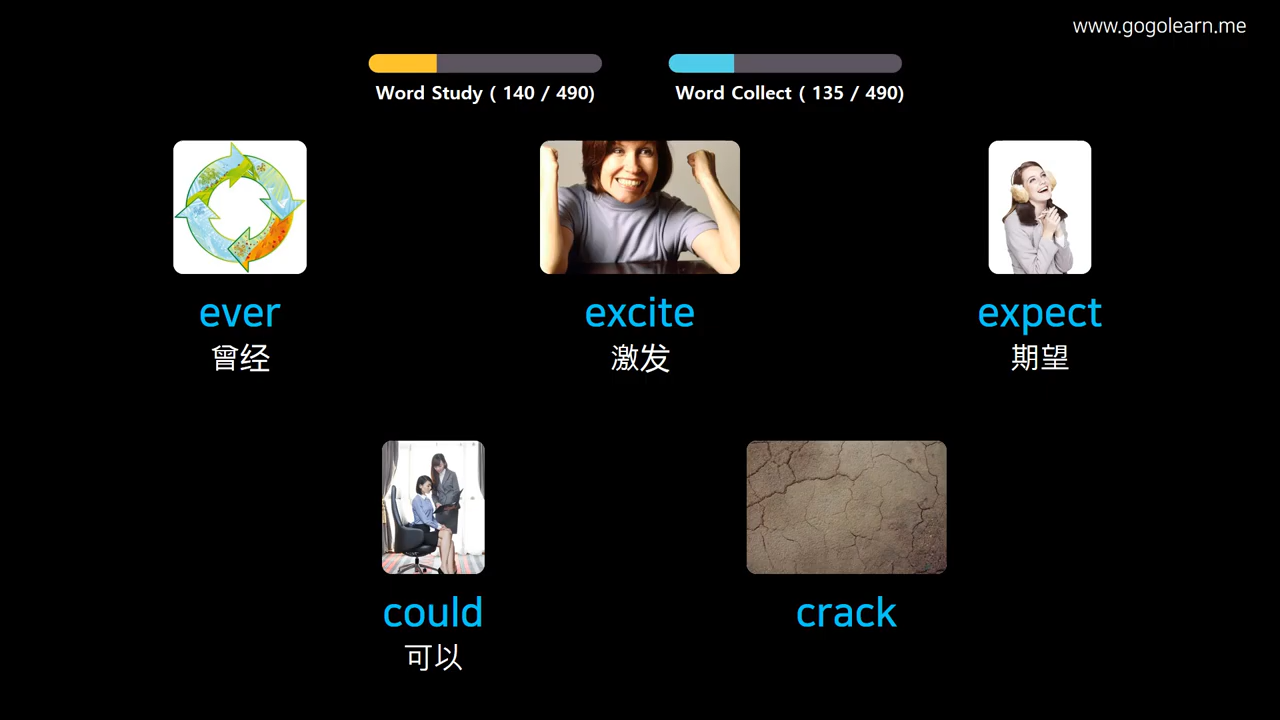 www.gogolearn.me
Word Study ( 140 / 490)
Word Collect ( 135 / 490)
ever
曾经
excite
激发
expect
期望
could
可以
crack